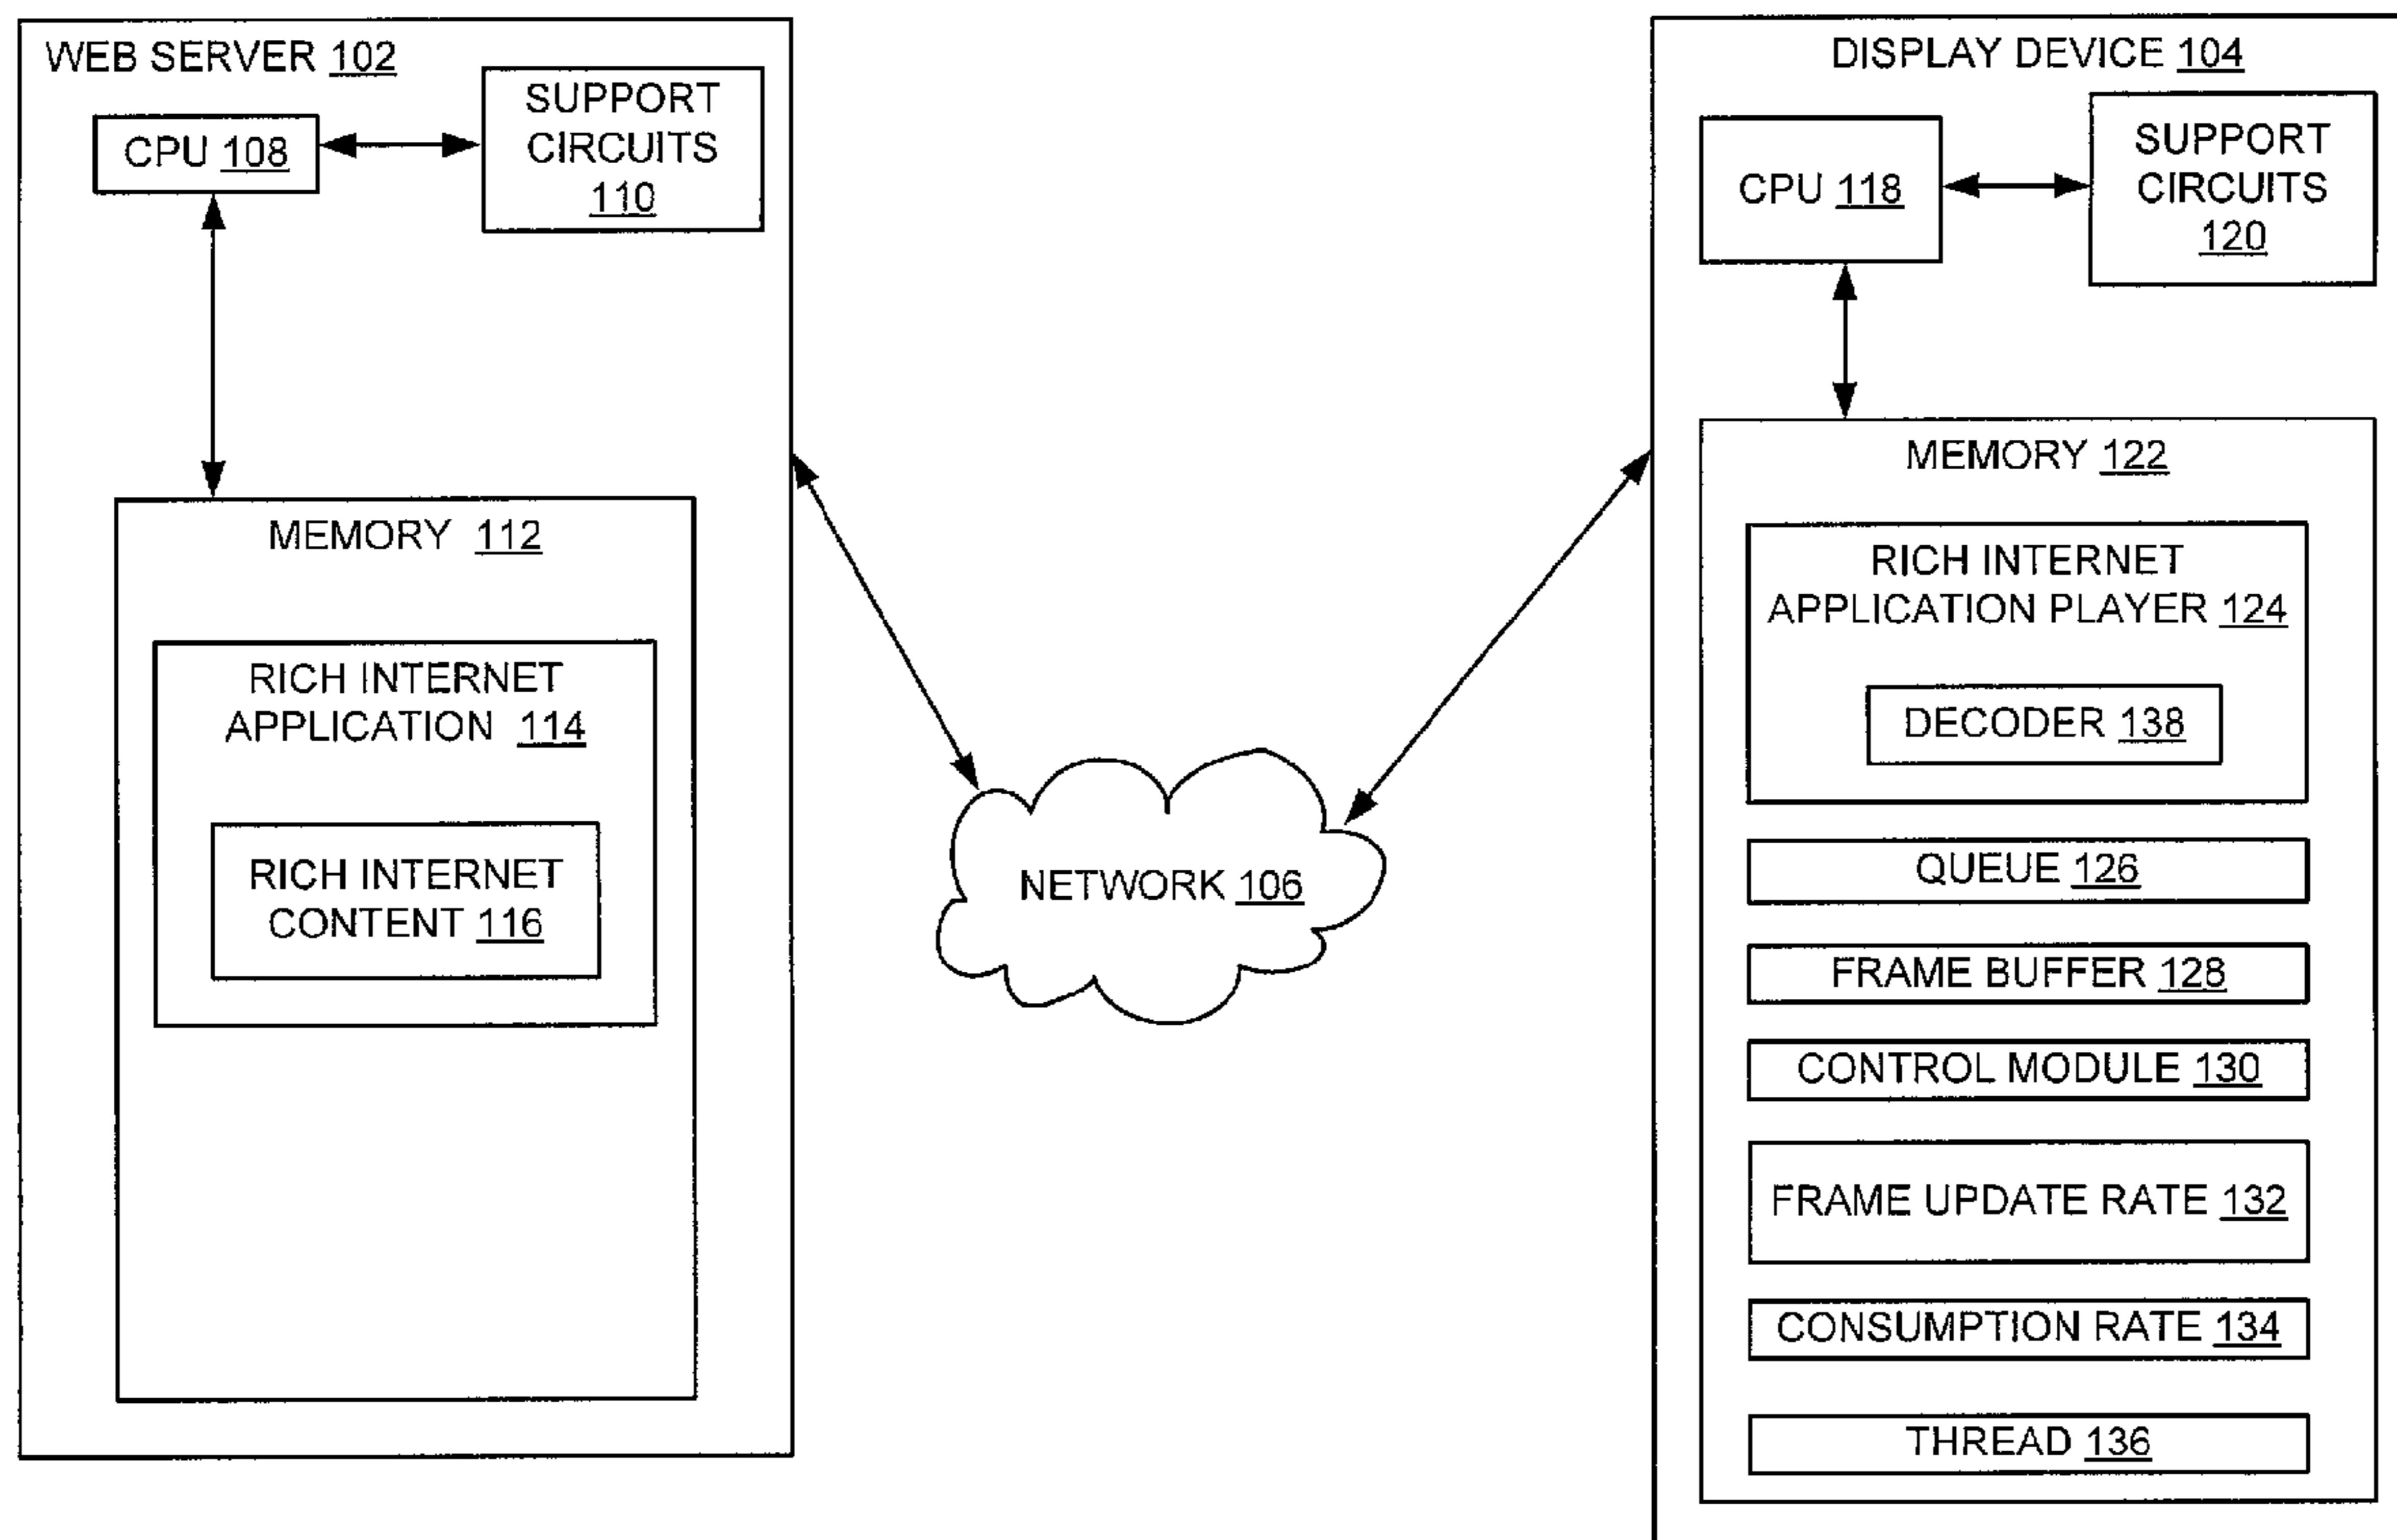 WEB SERVER 102
CPU 108
SUPPORT
CIRCUITS
110
MEMORY 112
RICH INTERNET
APPLICATION 114
RICH INTERNET
CONTENT 116
NETWORK 106
DISPLAY DEVICE 104
CPU 118
SUPPORT
CIRCUITS
120
MEMORY 122
RICH INTERNET
APPLICATION PLAYER 124
DECODER 138
QUEUE 126
FRAME BUFFER 128
CONTROL MODULE 130
FRAME UPDATE RATE 132
CONSUMPTION RATE 134
THREAD 136